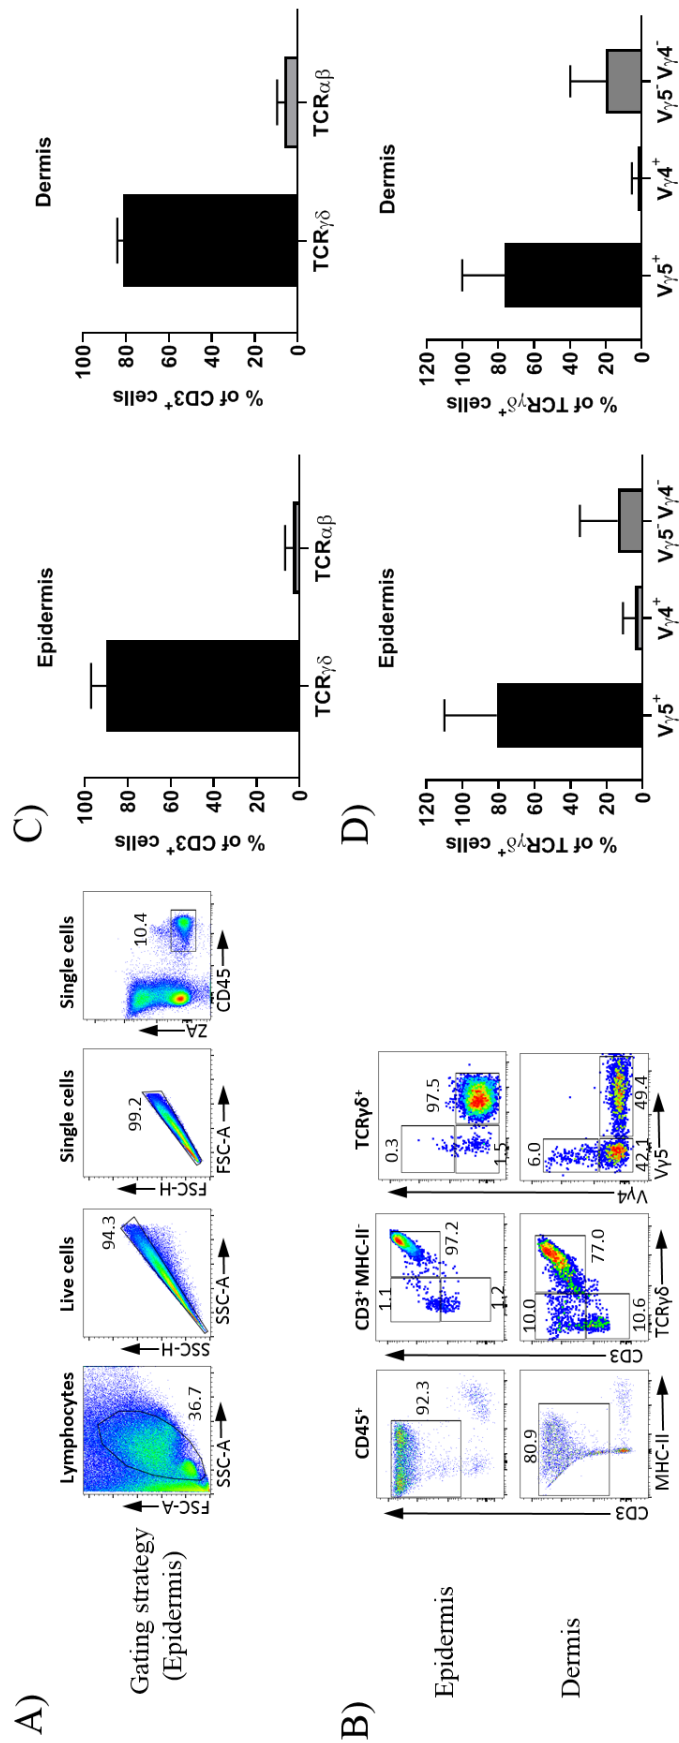 A)
Gating strategy
(Epidermis)
Lymphocytes
36.7
FSC-A
SSC-A
Live cells
94.3
SSC-H
SSC-A
Single cells
99.2
FSC-H
FSC-A
Single cells
10.4
ZA
CD45
B)
Epidermis
Dermis
CD45⁺
92.3
80.9
CD3
MHC-II
CD3⁺ MHC-II⁻
1.1
97.2
1.2
10.0
77.0
10.6
CD3
TCRγδ
TCRγδ⁺
0.3
97.5
1.5
6.0
42.1
49.4
Vγ4
Vγ5
C)
Epidermis
% of CD3⁺ cells
100
80
60
40
20
0
TCRγδ
TCRαβ
Dermis
% of CD3⁺ cells
100
80
60
40
20
0
TCRγδ
TCRαβ
D)
Epidermis
% of TCRγδ⁺ cells
120
100
80
60
40
20
0
Vγ5⁺
Vγ4⁺
Vγ5⁻Vγ4⁻
Dermis
% of TCRγδ⁺ cells
120
100
80
60
40
20
0
Vγ5⁺
Vγ4⁺
Vγ5⁻Vγ4⁻